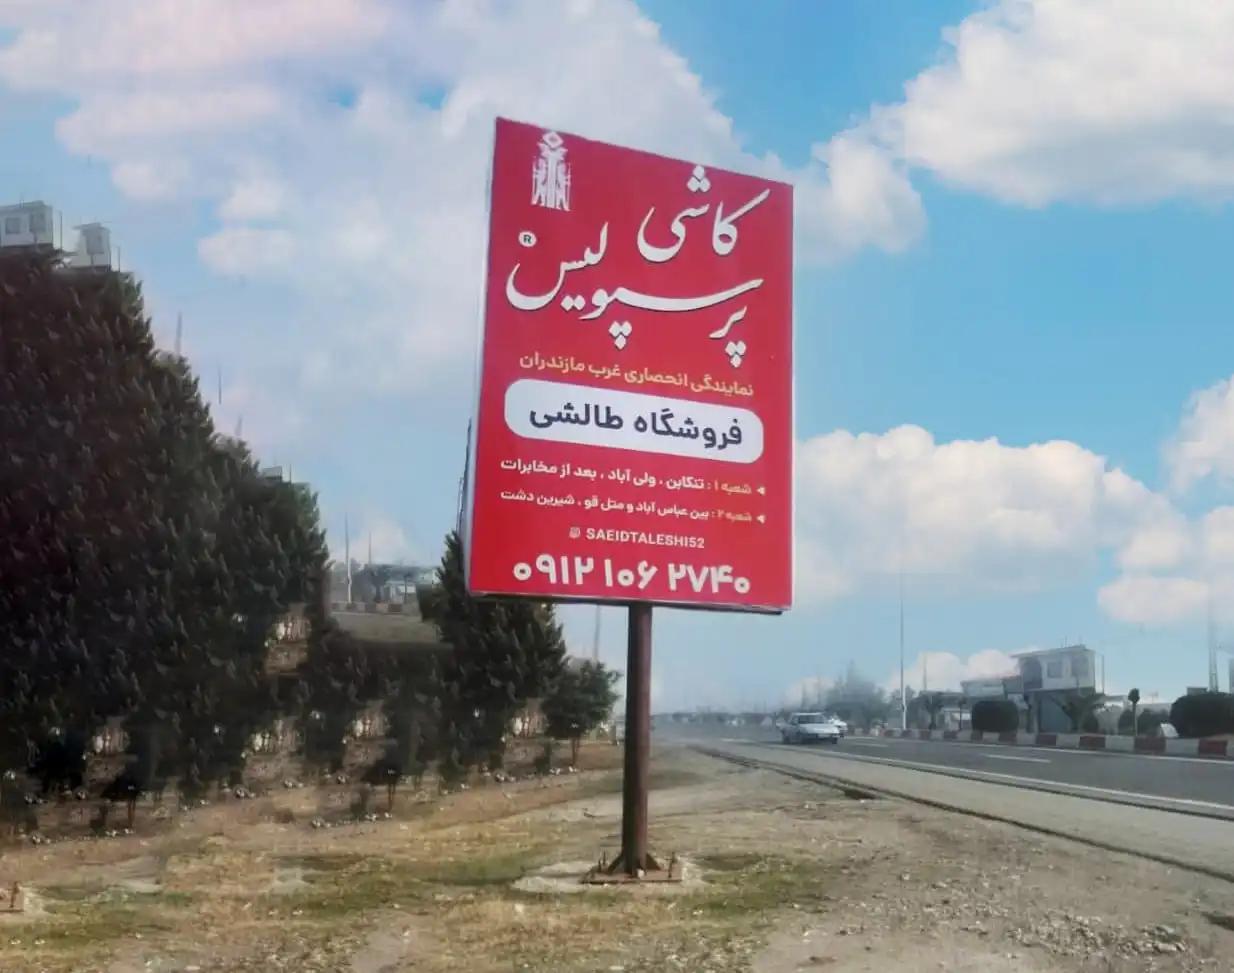 کاشی
پرسپولیس ®
نمایندگی انحصاری غرب مازندران
فروشگاه طالشی
شعبه ۱ : تنکابن ، ولی آباد ، بعد از مخابرات
شعبه ۲ : بین عباس آباد و متل قو ، شیرین دشت
SAEIDTALESHI52
۰۹۱۲ ۱۰۶ ۲۷۴۰